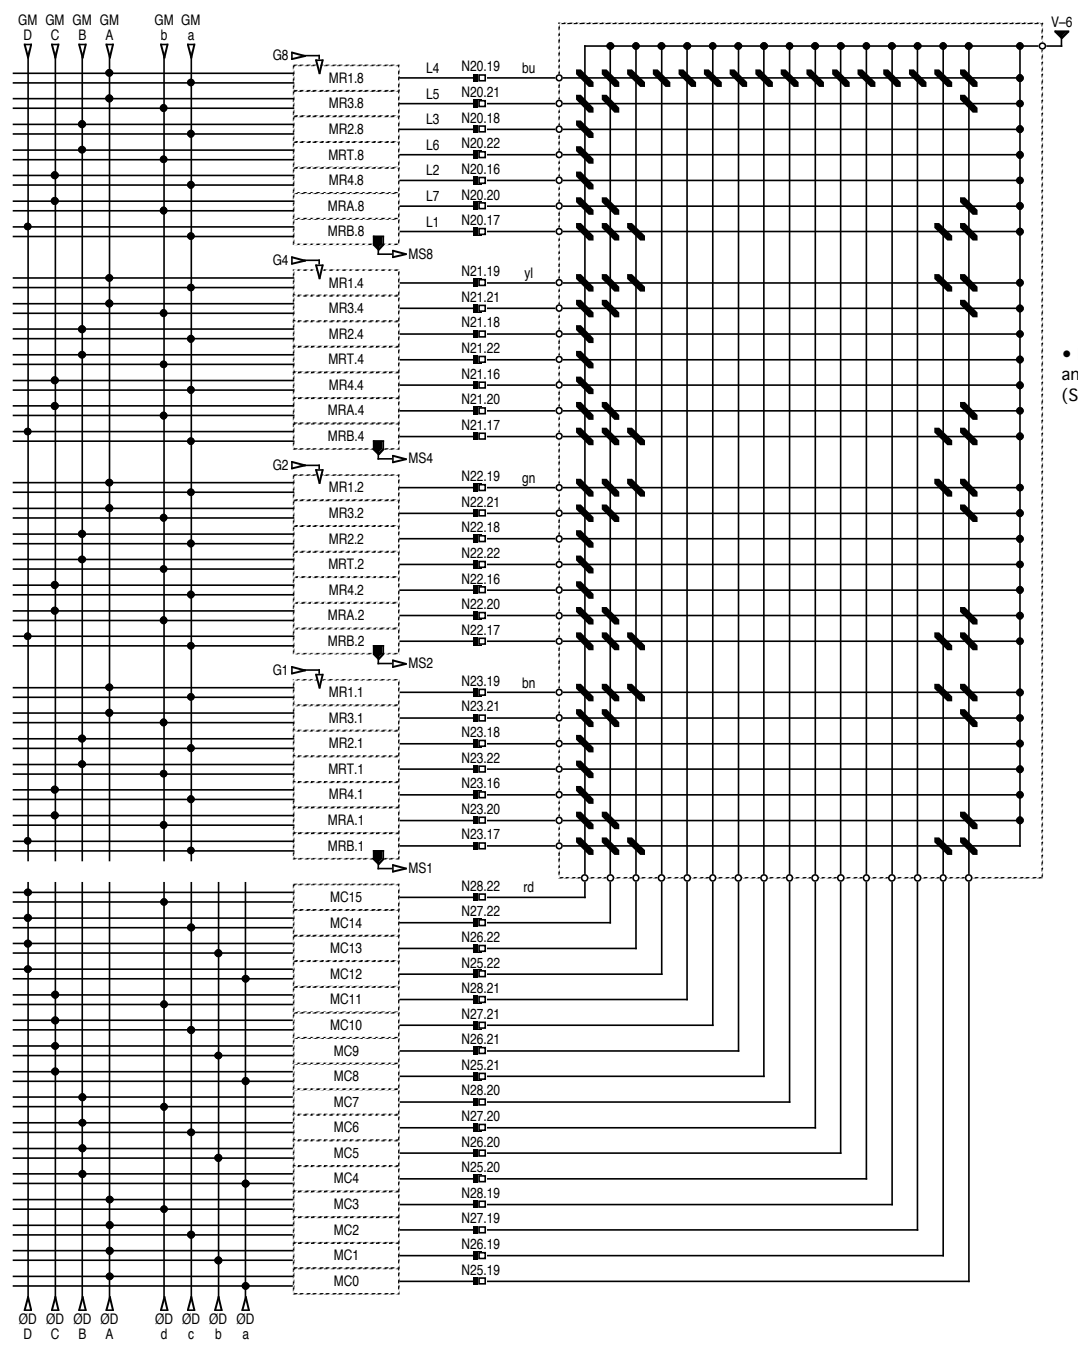 GM GM GM GM GM GM
D C B A b a
V–6
G8
MR1.8 L4 N20.19 bu
MR3.8 L5 N20.21
MR2.8 L3 N20.18
MRT.8 L6 N20.22
MR4.8 L2 N20.16
MRA.8 L7 N20.20
MRB.8 L1 N20.17
MS8
G4
MR1.4 N21.19 yl
MR3.4 N21.21
MR2.4 N21.18
MRT.4 N21.22
•
an
MR4.4 N21.16
(S
MRA.4 N21.20
MRB.4 N21.17
MS4
G2
MR1.2 N22.19 gn
MR3.2 N22.21
MR2.2 N22.18
MRT.2 N22.22
MR4.2 N22.16
MRA.2 N22.20
MRB.2 N22.17
MS2
G1
MR1.1 N23.19 bn
MR3.1 N23.21
MR2.1 N23.18
MRT.1 N23.22
MR4.1 N23.16
MRA.1 N23.20
MRB.1 N23.17
MS1
MC15 N28.22 rd
MC14 N27.22
MC13 N26.22
MC12 N25.22
MC11 N28.21
MC10 N27.21
MC9 N26.21
MC8 N25.21
MC7 N28.20
MC6 N27.20
MC5 N26.20
MC4 N25.20
MC3 N28.19
MC2 N27.19
MC1 N26.19
MC0 N25.19
ØD ØD ØD ØD ØD ØD ØD ØD
D C B A d c b a